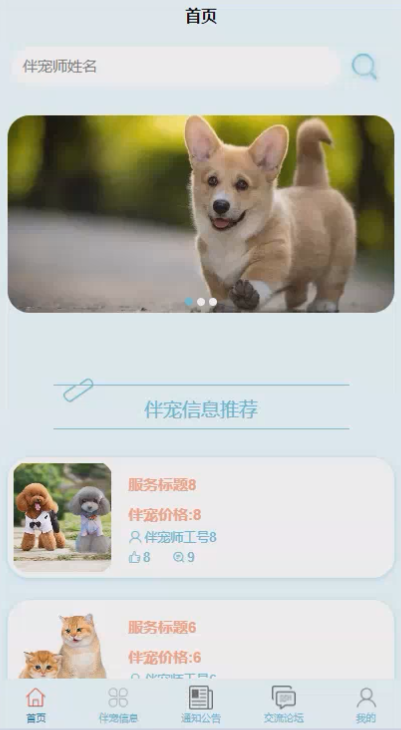 首页
伴宠师姓名
伴宠信息推荐
服务标题8
伴宠价格:8
伴宠师工号8
8 9
服务标题6
伴宠价格:6
伴宠师工号6
首页 伴宠信息 通知公告 交流论坛 我的